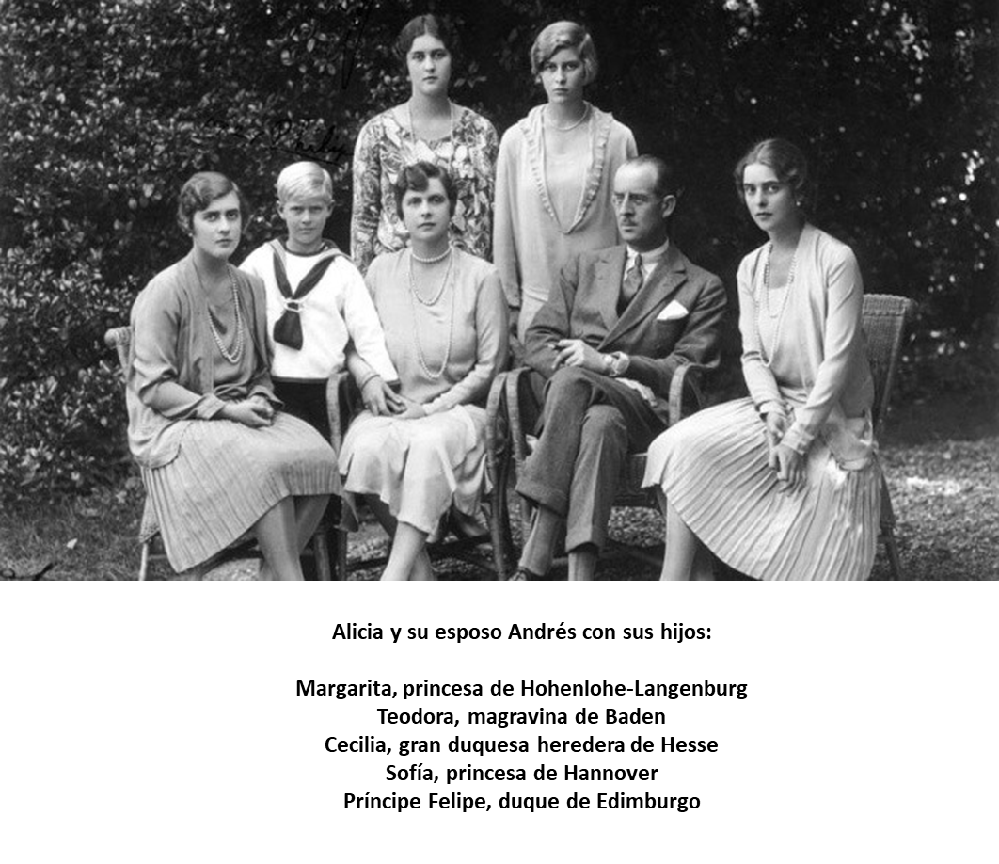 Alicia y su esposo Andrés con sus hijos:
Margarita, princesa de Hohenlohe-Langenburg
Teodora, magravina de Baden
Cecilia, gran duquesa heredera de Hesse
Sofía, princesa de Hannover
Príncipe Felipe, duque de Edimburgo